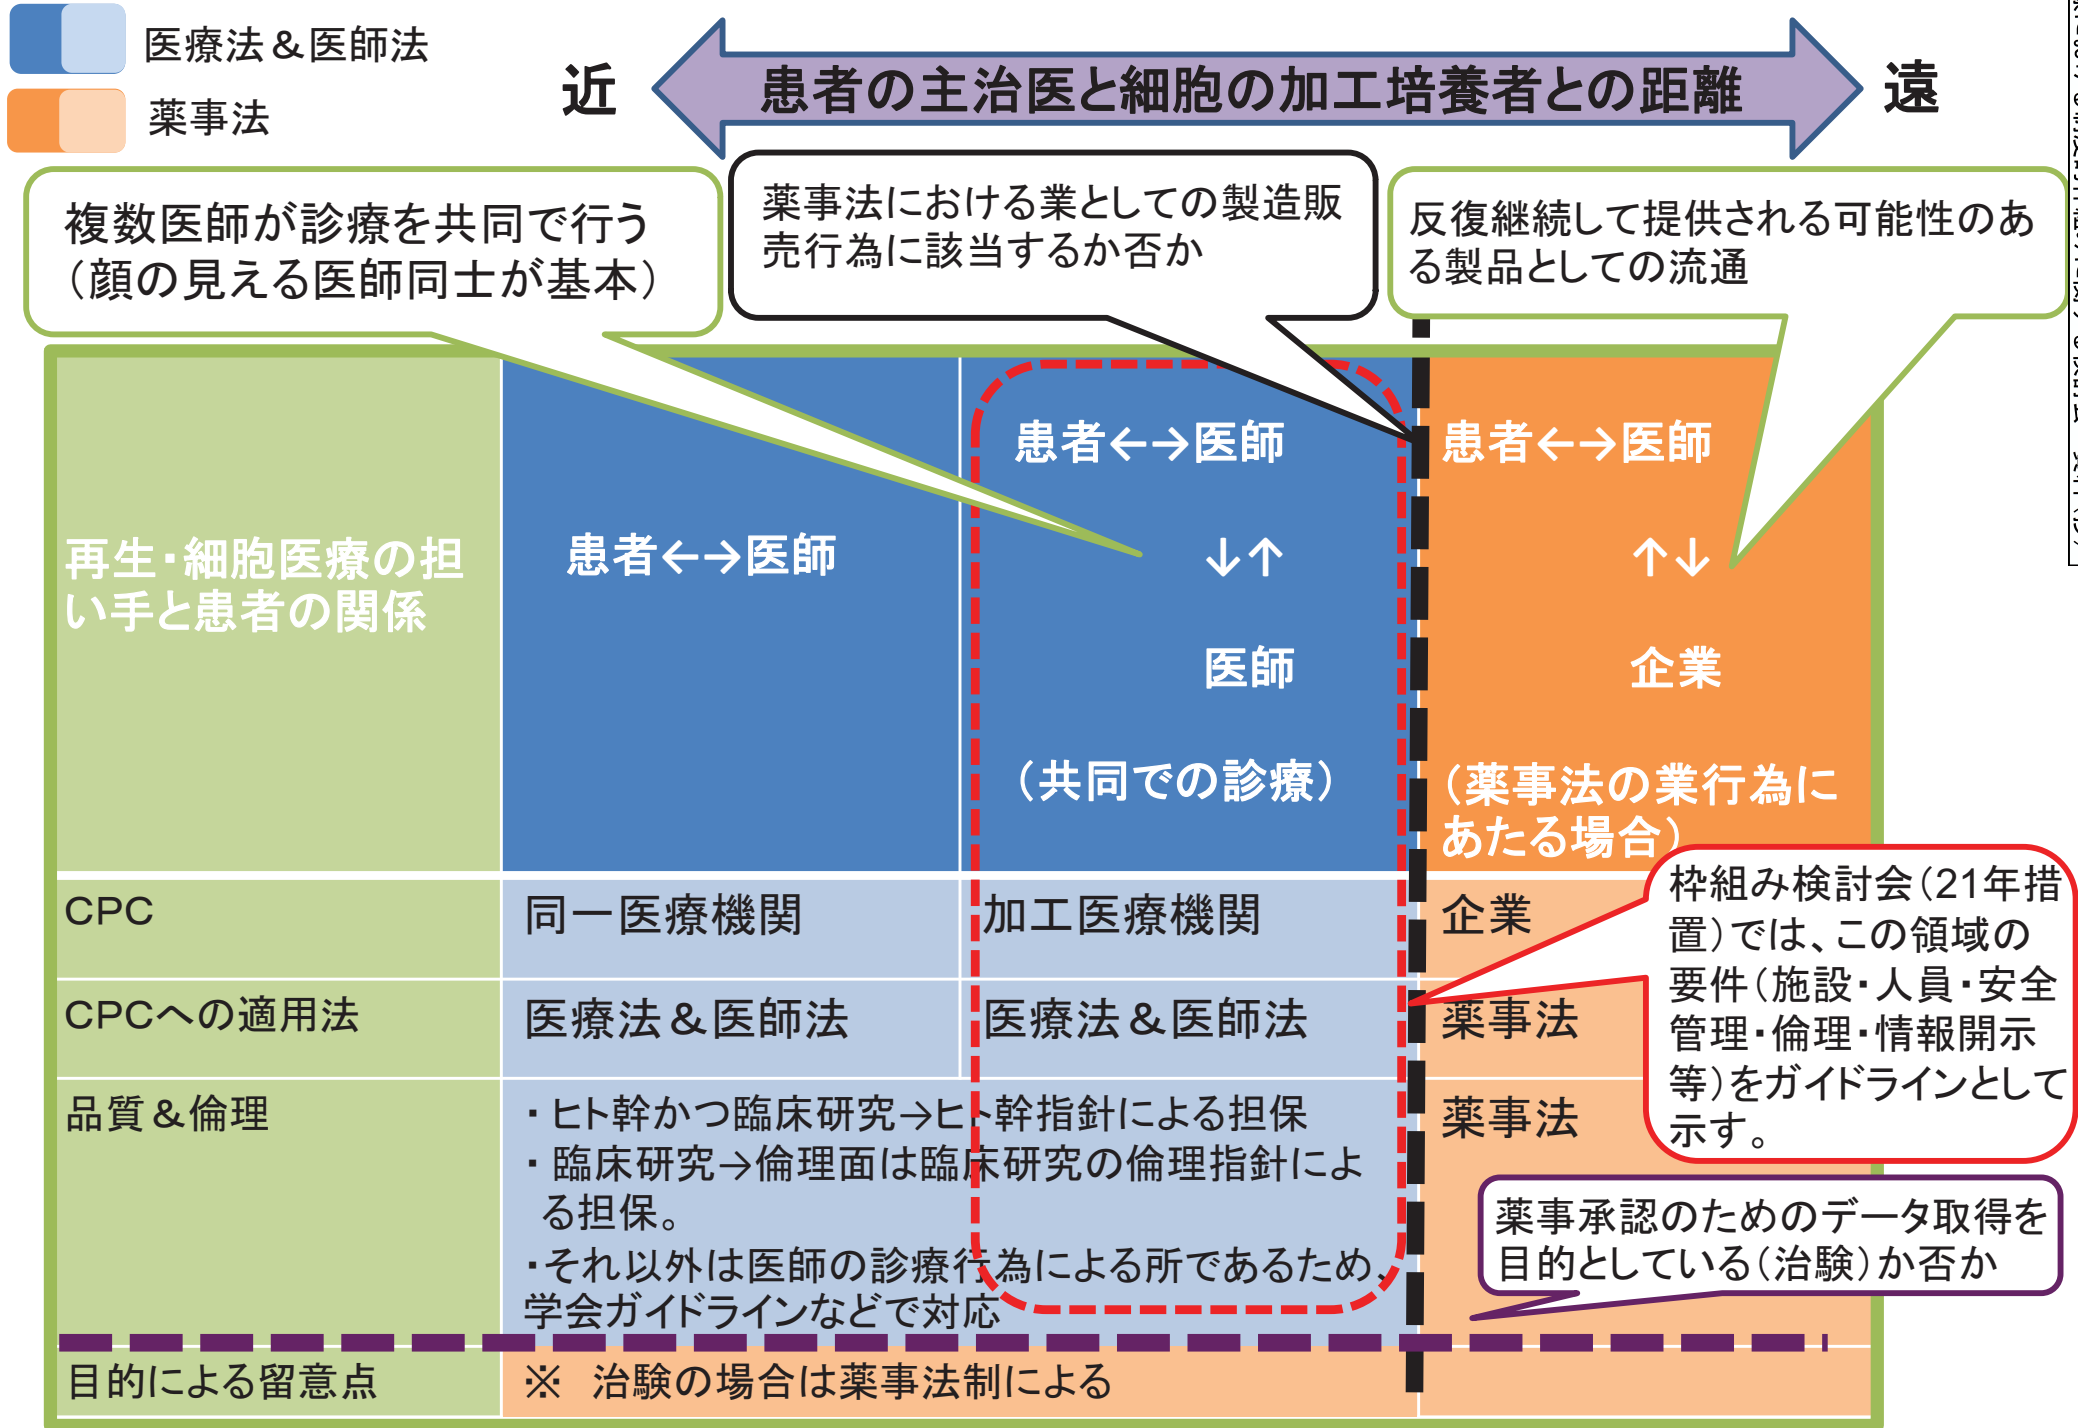 医療法＆医師法
薬事法
近
患者の主治医と細胞の加工培養者との距離
遠
複数医師が診療を共同で行う
（顔の見える医師同士が基本）
薬事法における業としての製造販
売行為に該当するか否か
反復継続して提供される可能性のあ
る製品としての流通
再生・細胞医療の担
い手と患者の関係
患者←→医師
患者←→医師
↓↑
医師
（共同での診療）
患者←→医師
↑↓
企業
（薬事法の業行為に
あたる場合）
CPC
同一医療機関
加工医療機関
企業
CPCへの適用法
医療法＆医師法
医療法＆医師法
薬事法
枠組み検討会（21年措
置）では、この領域の
要件（施設・人員・安全
管理・倫理・情報開示
等）をガイドラインとして
示す。
品質＆倫理
・ヒト幹かつ臨床研究→ヒト幹指針による担保
・臨床研究→倫理面は臨床研究の倫理指針によ
る担保。
・それ以外は医師の診療行為による所であるため、
学会ガイドラインなどで対応
薬事法
薬事承認のためのデータ取得を
目的としている（治験）か否か
目的による留意点
※　治験の場合は薬事法制による